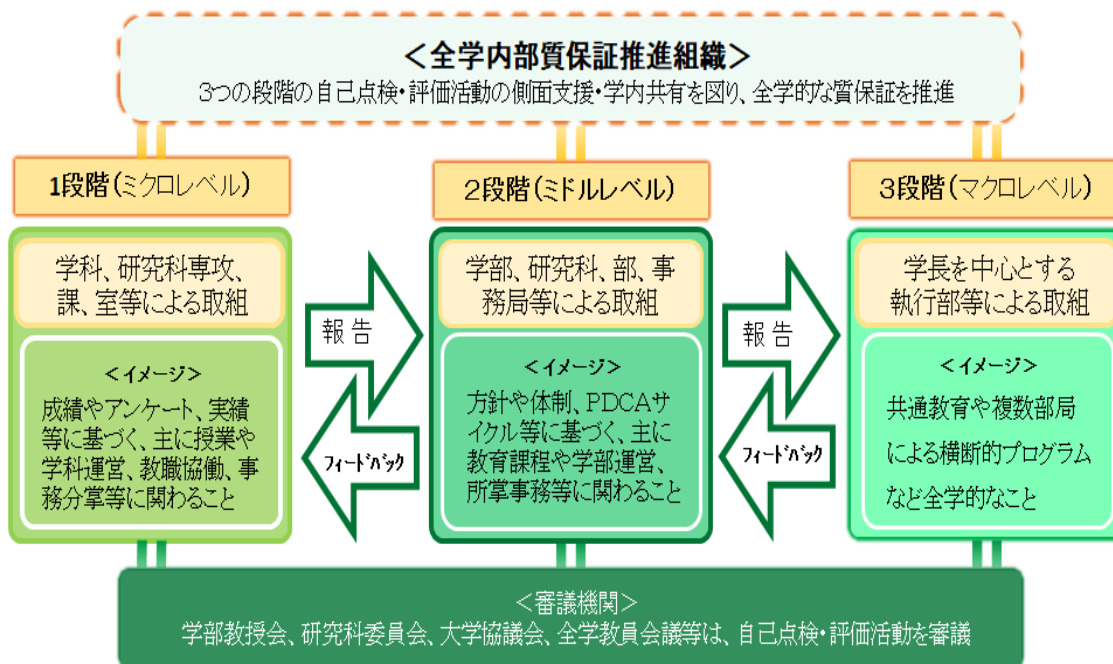 ＜全学内部質保証推進組織＞
3つの段階の自己点検・評価活動の側面支援・学内共有を図り、全学的な質保証を推進
1段階(ミクロレベル)
学科、研究科専攻、
課、室等による取組
＜イメージ＞
成績やアンケート、実績
等に基づく、主に授業や
学科運営、教職協働、事
務分掌等に関わること
報告
フィードバック
2段階(ミドルレベル)
学部、研究科、部、事
務局等による取組
＜イメージ＞
方針や体制、PDCAサ
イクル等に基づく、主に
教育課程や学部運営、
所掌事務等に関わること
報告
フィードバック
3段階(マクロレベル)
学長を中心とする
執行部等による取組
＜イメージ＞
共通教育や複数部局
による横断的プログラム
など全学的なこと
＜審議機関＞
学部教授会、研究科委員会、大学協議会、全学教員会議等は、自己点検・評価活動を審議